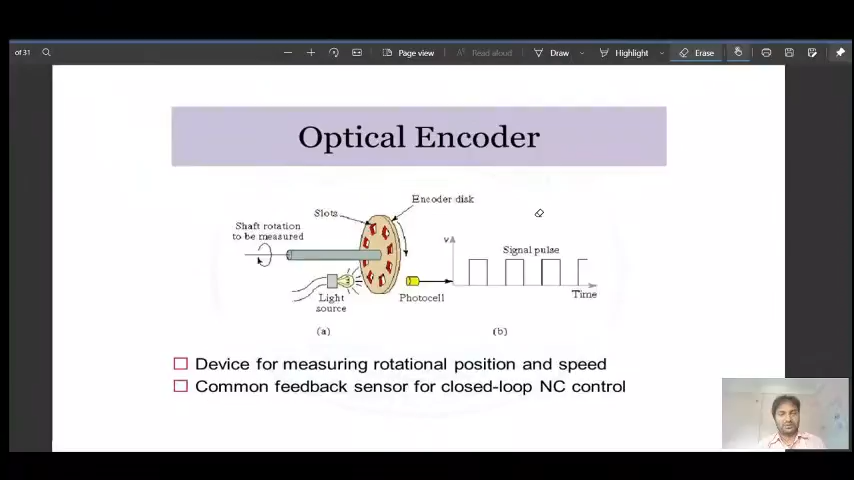 of 31
Page view
Read aloud
Draw
Highlight
Erase
Optical Encoder
Encoder disk
Slots
Shaft rotation
to be measured
v
Signal pulse
Light
source
Photocell
Time
(a)
(b)
Device for measuring rotational position and speed
Common feedback sensor for closed-loop NC control